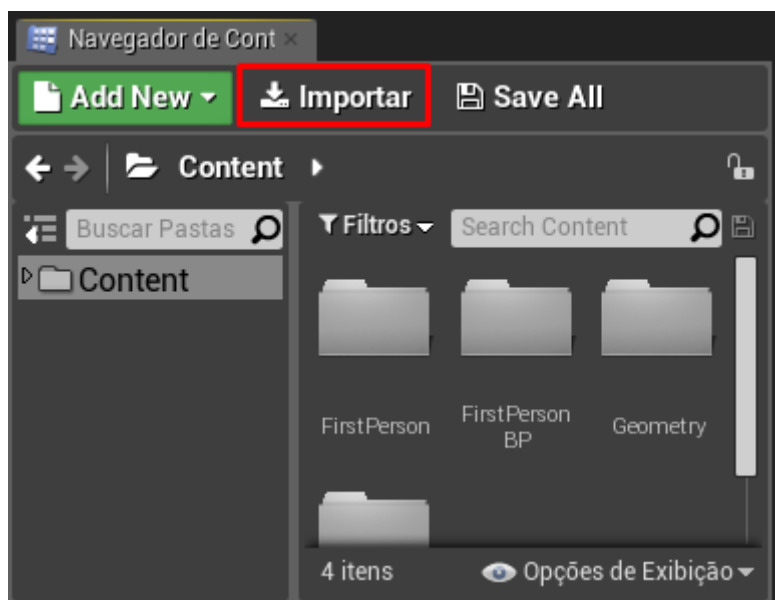 Navegador de Cont
Add New
Importar
Save All
Content
Buscar Pastas
Filtros
Search Content
Content
FirstPerson
FirstPerson
BP
Geometry
4 itens
Opções de Exibição